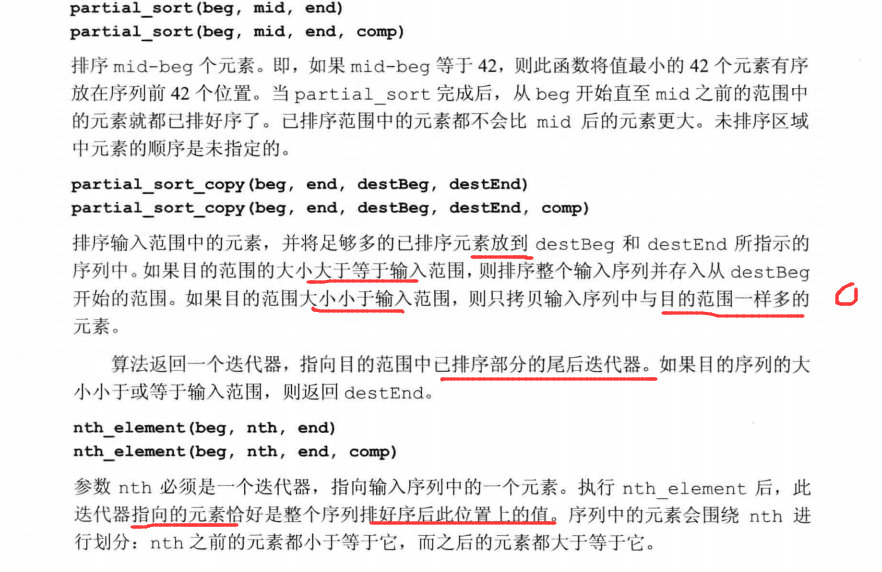 partial_sort(beg, mid, end)
partial_sort(beg, mid, end, comp)
排序 mid-beg 个元素。即，如果 mid-beg 等于 42，则此函数将值最小的 42 个元素有序
放在序列前 42 个位置。当 partial_sort 完成后，从 beg 开始直至 mid 之前的范围中
的元素就都已排好序了。已排序范围中的元素都不会比 mid 后的元素更大。未排序区域
中元素的顺序是未指定的。
partial_sort_copy(beg, end, destBeg, destEnd)
partial_sort_copy(beg, end, destBeg, destEnd, comp)
排序输入范围中的元素，并将足够多的已排序元素放到 destBeg 和 destEnd 所指示的
序列中。如果目的范围的大小大于等于输入范围，则排序整个输入序列并存入从 destBeg
开始的范围。如果目的范围大小小于输入范围，则只拷贝输入序列中与目的范围一样多的
元素。
算法返回一个迭代器，指向目的范围中已排序部分的尾后迭代器。如果目的序列的大
小小于或等于输入范围，则返回 destEnd。
nth_element(beg, nth, end)
nth_element(beg, nth, end, comp)
参数 nth 必须是一个迭代器，指向输入序列中的一个元素。执行 nth_element 后，此
迭代器指向的元素恰好是整个序列排好序后此位置上的值。序列中的元素会围绕 nth 进
行划分：nth 之前的元素都小于等于它，而之后的元素都大于等于它。